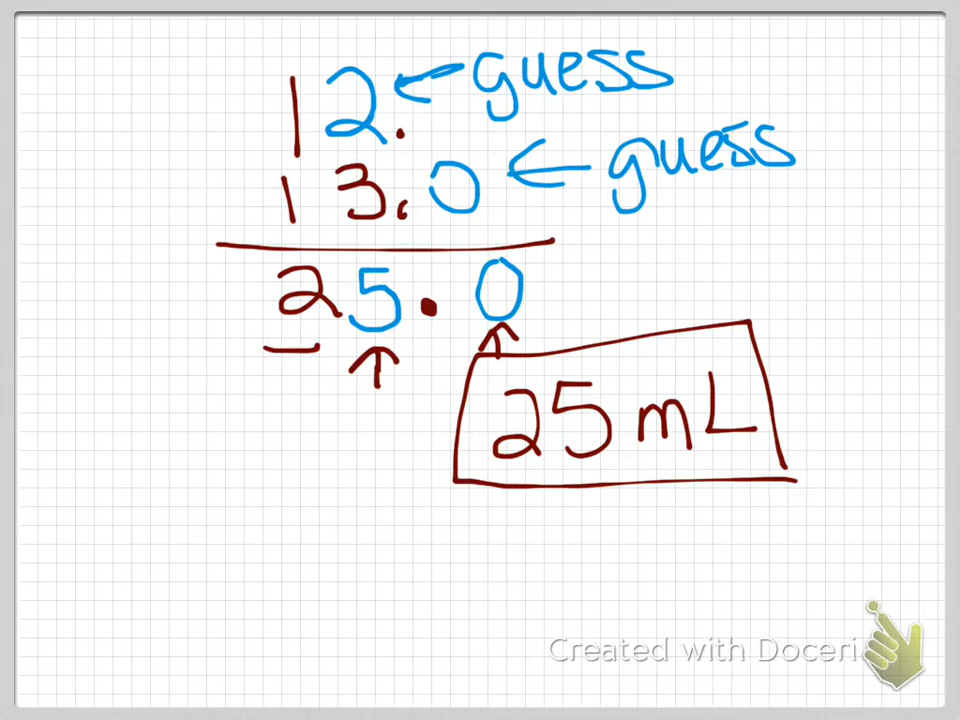 12. ← guess
13.0 ← guess
25.0
25 mL
Created with Doceri